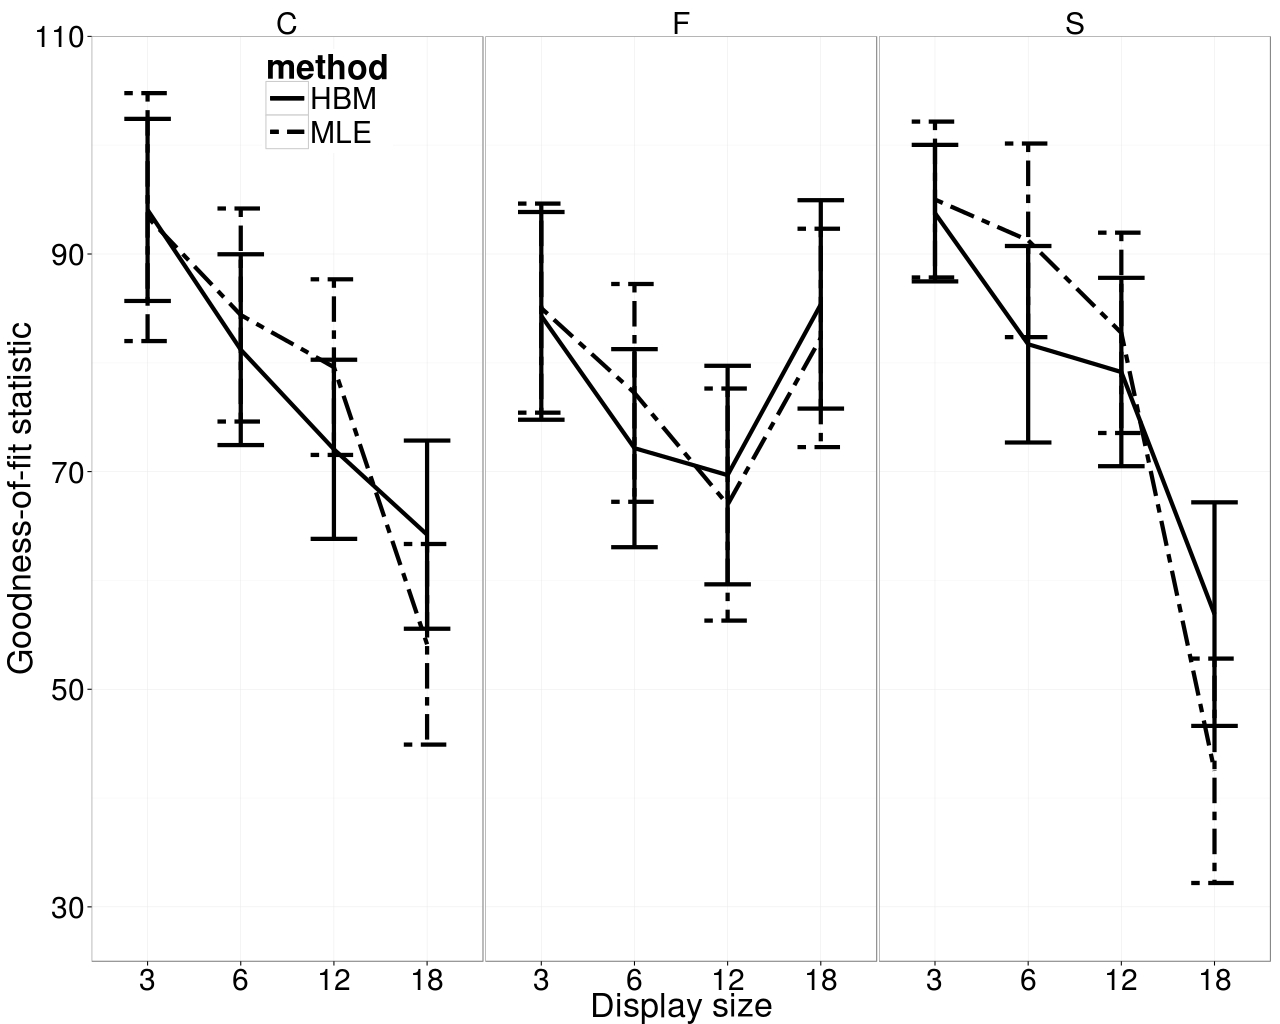 C
F
S
110
90
70
50
30
Goodness-of-fit statistic
method
HBM
MLE
3 6 12 18
3 6 12 18
3 6 12 18
Display size